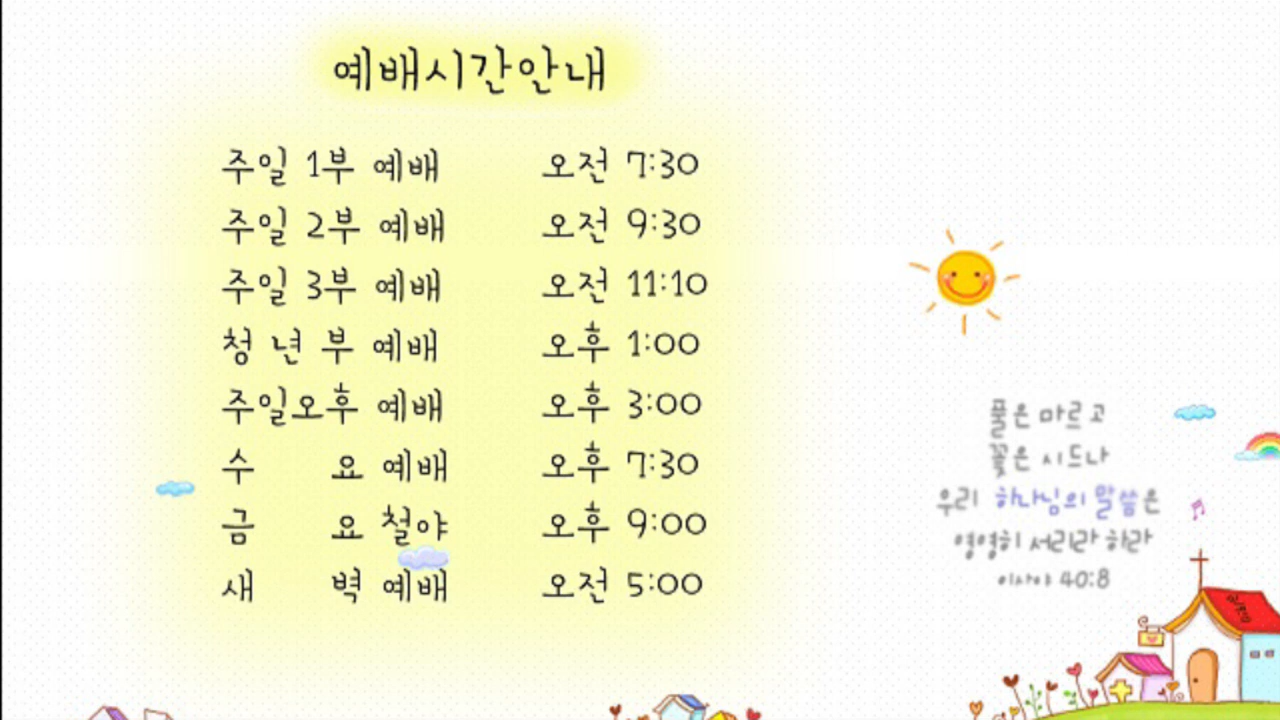 예배시간안내
주일 1부 예배 오전 7:30
주일 2부 예배 오전 9:30
주일 3부 예배 오전 11:10
청 년 부 예배 오후 1:00
주일오후 예배 오후 3:00
수 요 예배 오후 7:30
금 요 철야 오후 9:00
새 벽 예배 오전 5:00
풀은 마르고
꽃은 시드나
우리 하나님의 말씀은
영영히 서리라 하라
이사야 40:8